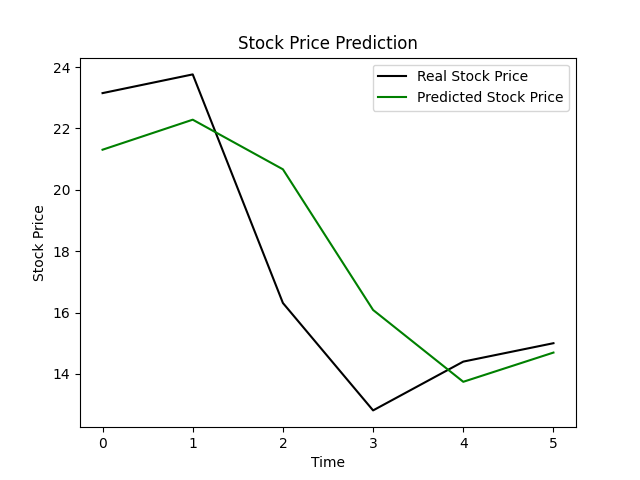 Stock Price Prediction
Real Stock Price
Predicted Stock Price
Stock Price
24
22
20
18
16
14
0 1 2 3 4 5
Time